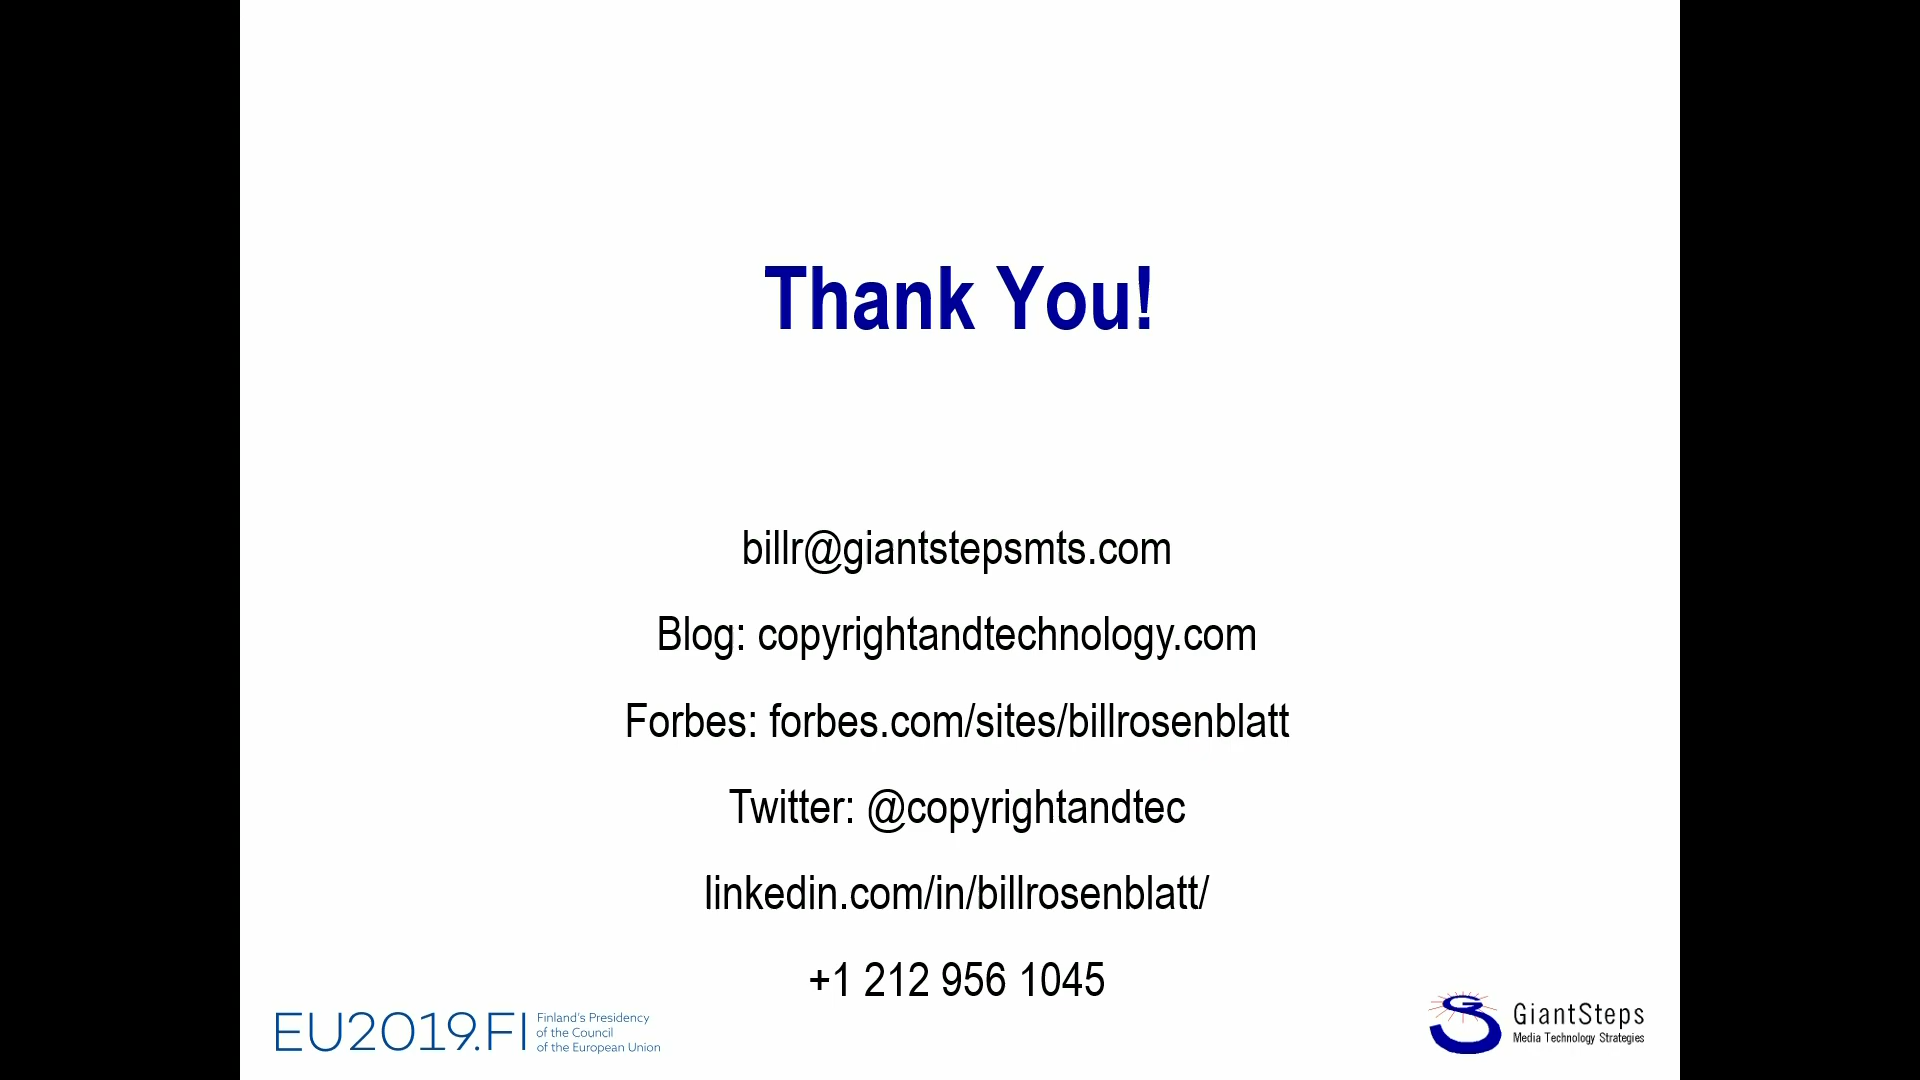 Thank You!
billr@giantstepsmts.com
Blog: copyrightandtechnology.com
Forbes: forbes.com/sites/billrosenblatt
Twitter: @copyrightandtec
linkedin.com/in/billrosenblatt/
+1 212 956 1045
EU2019.FI
Finland's Presidency
of the Council
of the European Union
GiantSteps
Media Technology Strategies